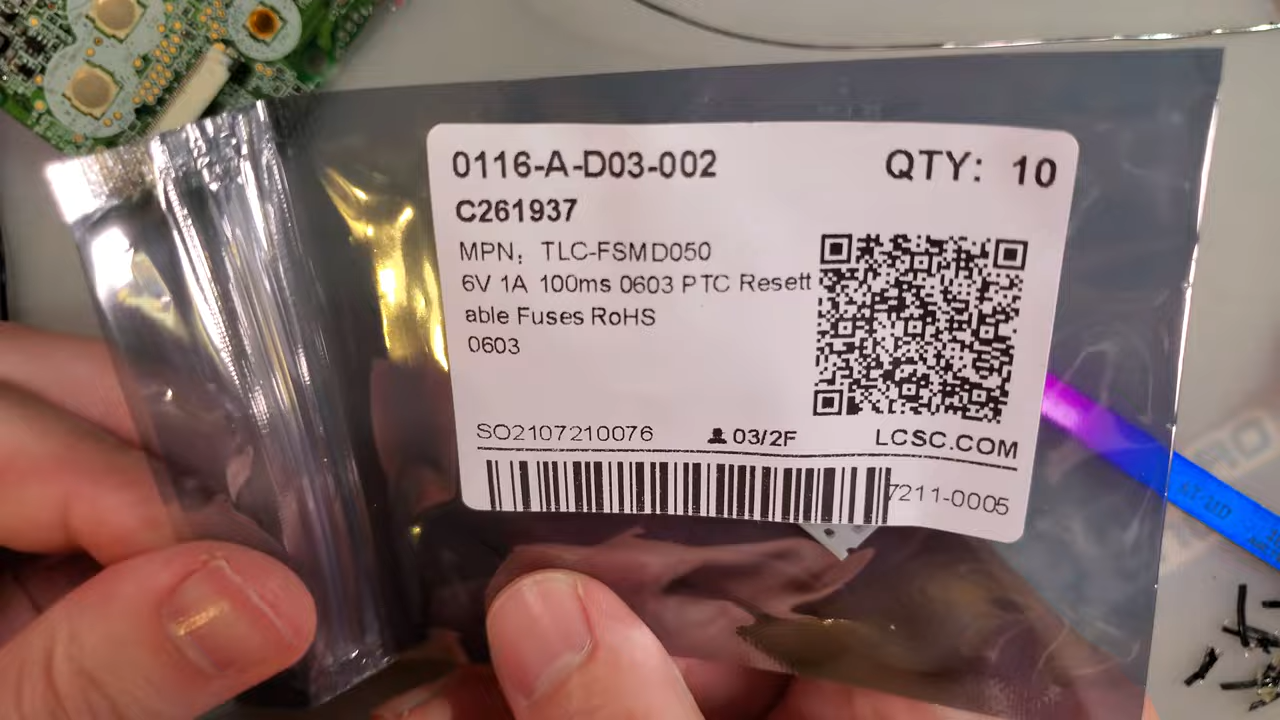 0116-A-D03-002
QTY: 10
C261937
MPN: TLC-FSMD050
6V 1A 100ms 0603 PTC Resett
able Fuses RoHS
0603
SO2107210076
03/2F
LCSC.COM
7211-0005